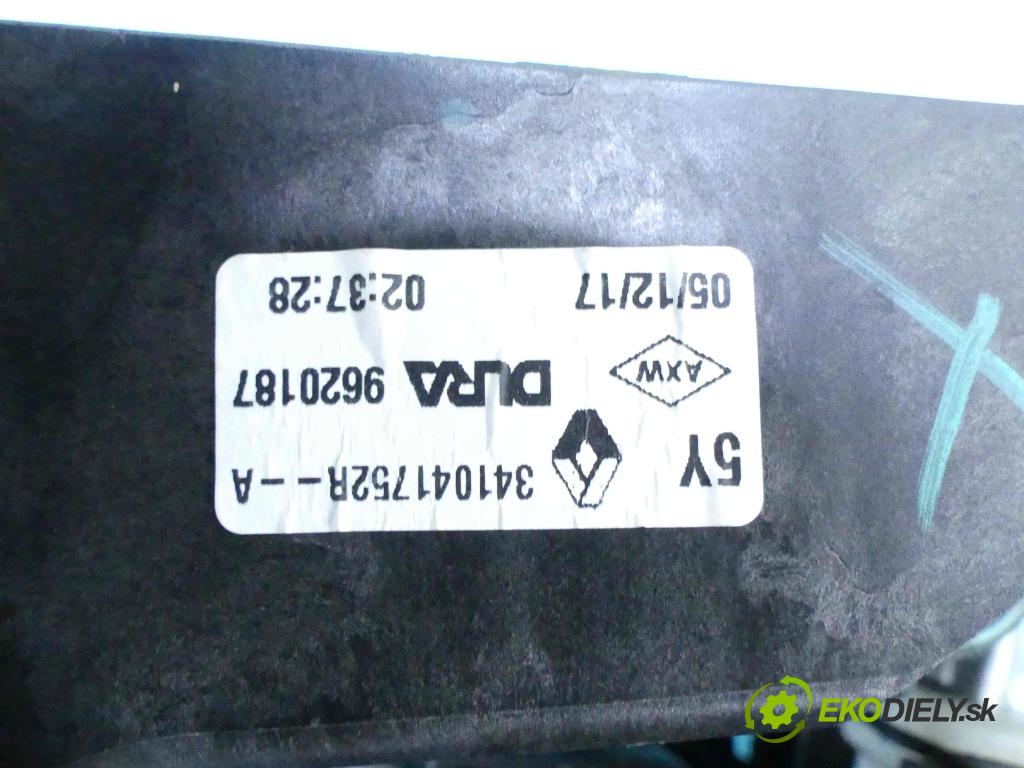 5Y 341041752R--A
AXW DURA 9620187
05/12/17 02:37:28
EKODIELY.sk